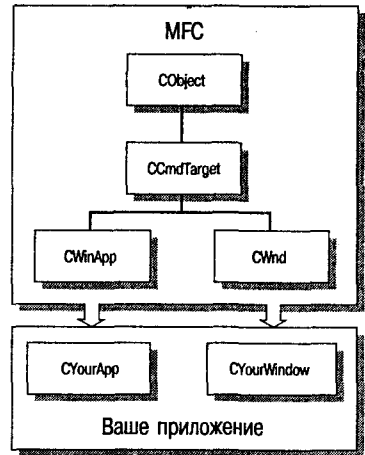 MFC
CObject
CCmdTarget
CWinApp
CWnd
CYourApp
CYourWindow
Ваше приложение